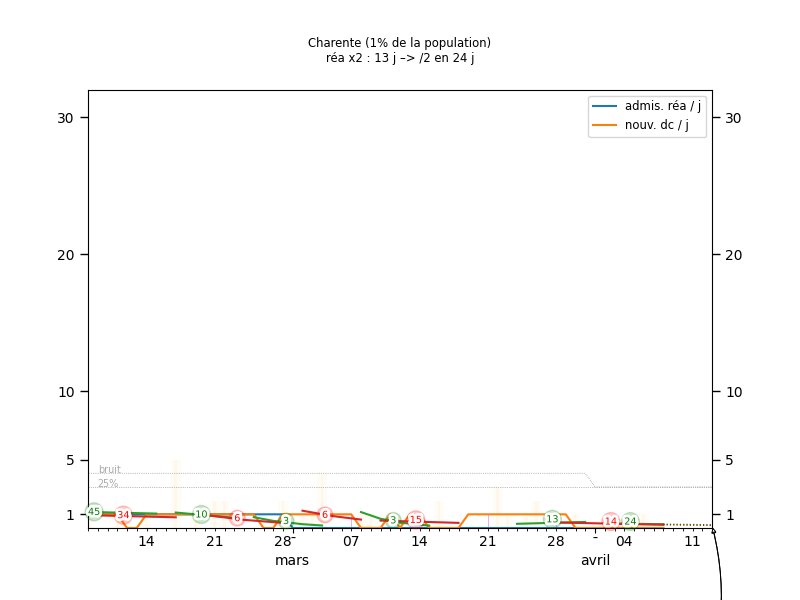 Charente (1% de la population)
réa x2 : 13 j –> /2 en 24 j
admis. réa / j
nouv. dc / j
30 30
20 20
10 10
5 5
bruit
25%
1 1
45 34 10 6 3 6 3 15 13 14 24
14 21 28 07 14 21 28 04 11
mars avril